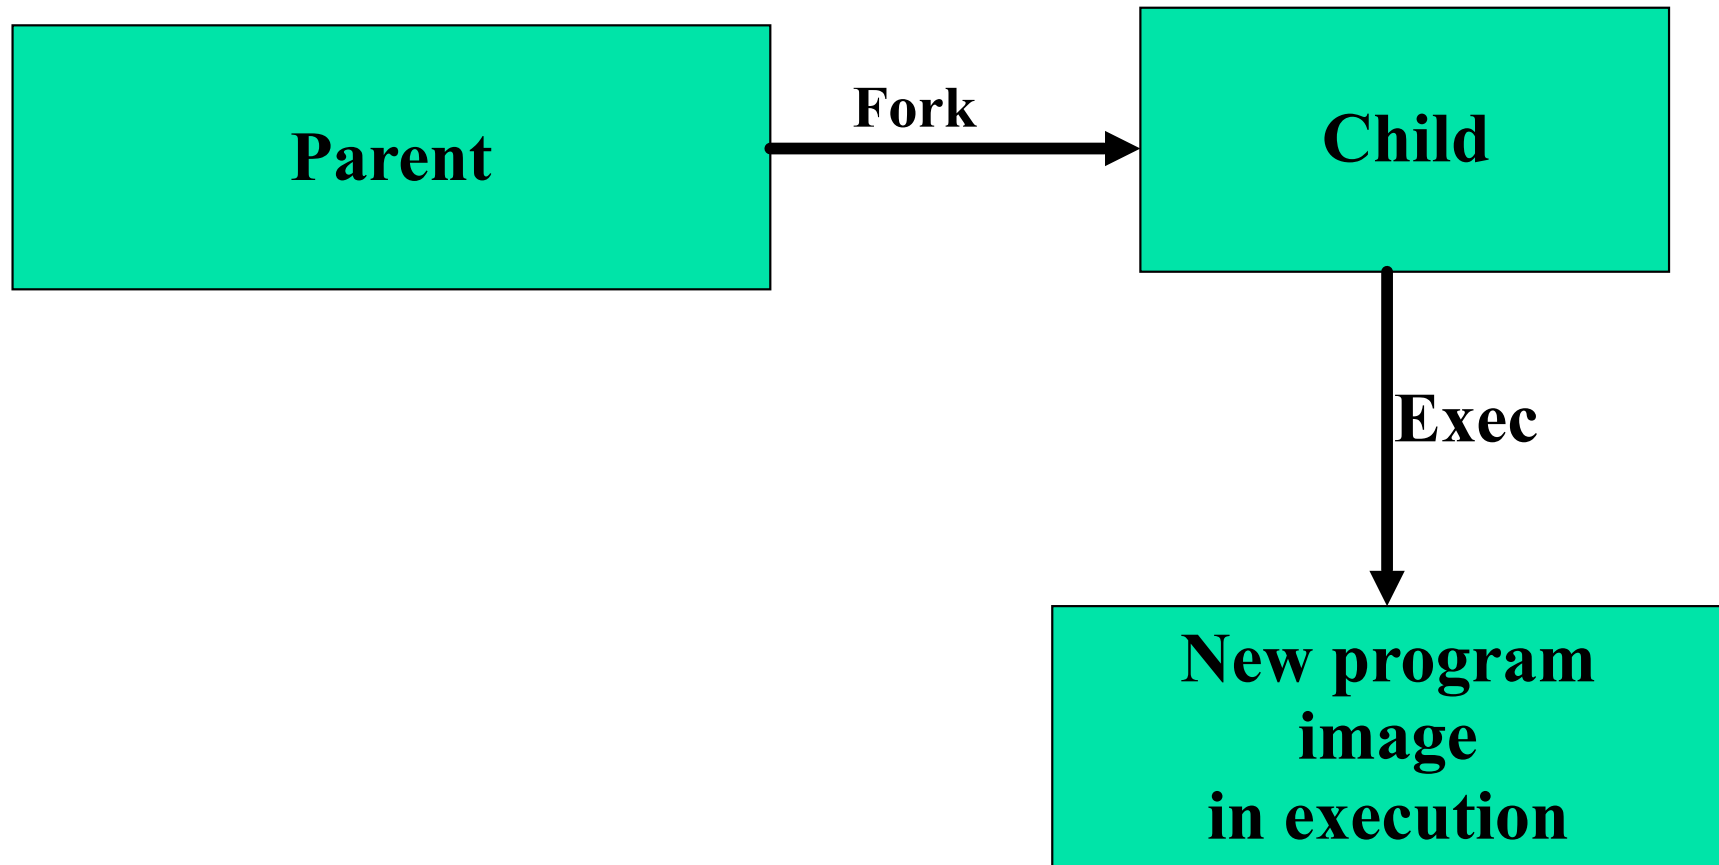 Parent
Fork
Child
Exec
New program
image
in execution